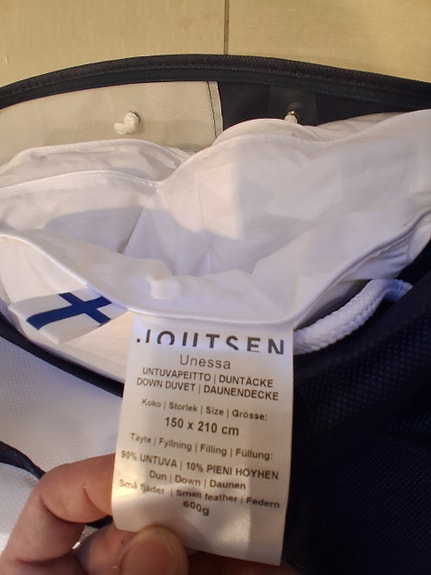 JOUTSEN
Unessa
UNTUVAPEITTO | DUNTÄCKE
DOWN DUVET | DAUNENDECKE
Koko | Storlek | Size | Grösse:
150 x 210 cm
Täyte | Fyllning | Filling | Füllung:
90% UNTUVA | 10% PIENI HÖYHEN
Dun | Down | Daunen
Små fjäder | Small feather | Federn
600g